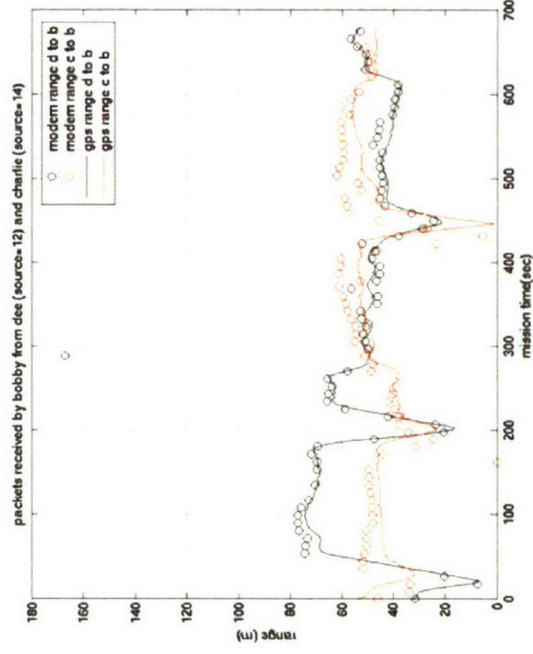 packets received by bobby from dee (source=12) and charlie (source=14)
modem range d to b
modem range c to b
gps range d to b
gps range c to b
180
160
140
120
100
80
60
40
20
0
range (m)
0
100
200
300
400
500
600
700
mission time(sec)